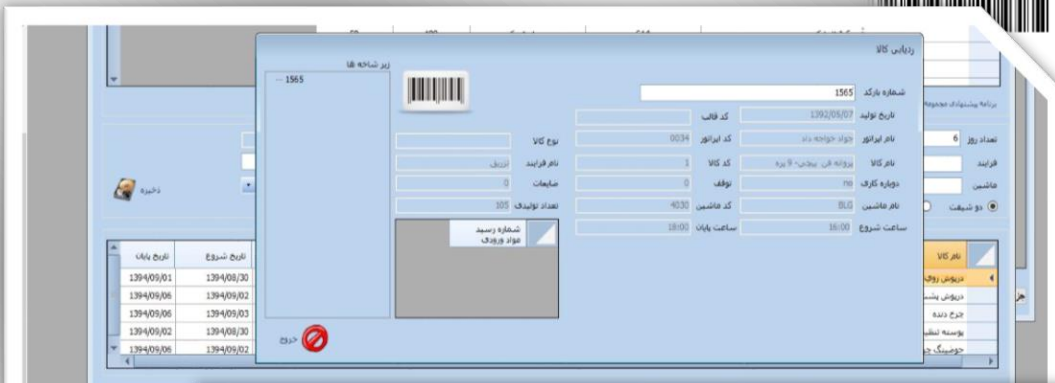 ردیابی کالا
زیر شاخه ها
1565
شماره بارکد 1565
تاریخ تولید 1392/05/07 کد قالب
نام اپراتور جواد خواجه داد کد اپراتور 0034 نوع کالا
نام کالا پروانه فن پیچی- 9 پره کد کالا 1 نام فرایند تزریق
دوباره کاری no توقف 0 ضایعات 0
نام ماشین BLG کد ماشین 4030 تعداد تولیدی 105
ساعت شروع 16:00 ساعت پایان 18:00
شماره رسید
مواد ورودی
خروج
برنامه پیشنهادی مجموعه
تعداد روز 6
فرایند
ماشین
دو شیفت
ذخیره
نام کالا تاریخ شروع تاریخ پایان
درپوش روی 1394/08/30 1394/09/01
درپوش 1394/09/02 1394/09/06
چرخ دنده 1394/09/03 1394/09/06
پوسته 1394/08/30 1394/09/02
1394/09/02 1394/09/06